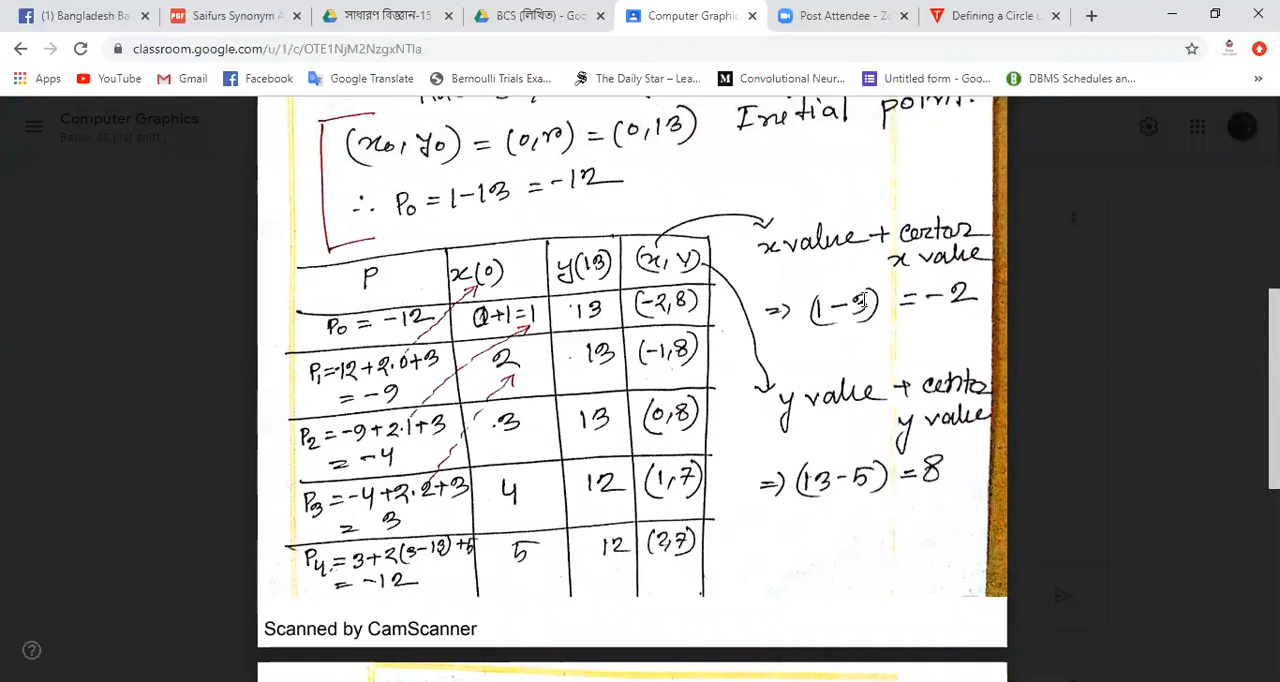 (1) Bangladesh Ba
Saifurs Synonym A
সাধারণ বিজ্ঞান-15
BCS (লিখিত) - Goo
Computer Graphic
Post Attendee - Zo
Defining a Circle u
classroom.google.com/u/1/c/OTE1NjM2NzgxNTIa
Apps YouTube Gmail Facebook Google Translate Bernoulli Trials Exa... The Daily Star – Lea... Convolutional Neur... Untitled form - Goo... DBMS Schedules an... »
Computer Graphics
(x0, y0) = (0, r) = (0, 13) Initial point.
∴ P0 = 1-13 = -12
P x(0) y(13) (x, y)
P0 = -12 0+1=1 13 (-2,8)
P1=-12+2.0+3 = -9 2 13 (-1,8)
P2 = -9+2.1+3 = -4 3 13 (0,8)
P3 = -4+2.2+3 = 3 4 12 (1,7)
P4 = 3+2(3-13)+5 = -12 5 12 (2,7)
x value + centar
x value
=> (1-3) = -2
y value + centar
y value
=> (13-5) = 8
Scanned by CamScanner